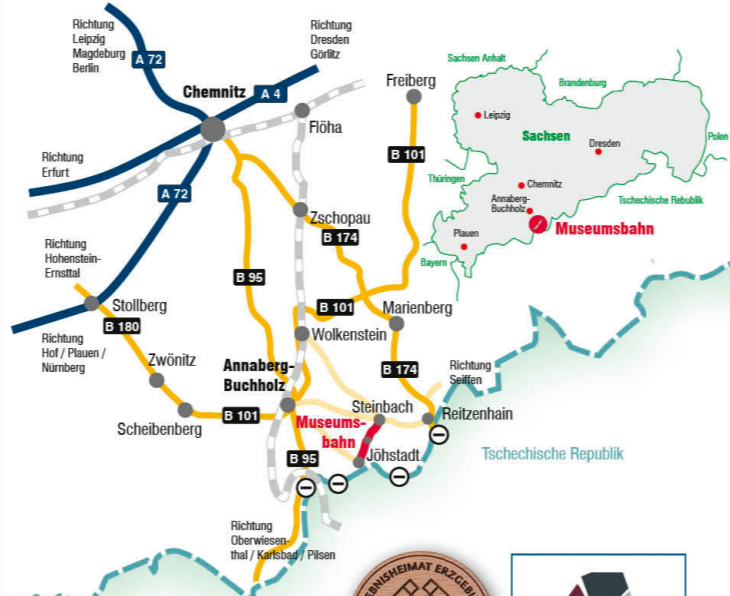 Richtung
Leipzig
Magdeburg
Berlin
A 72
Richtung
Dresden
Görlitz
Chemnitz
A 4
Flöha
Freiberg
B 101
Richtung
Erfurt
A 72
Zschopau
B 174
Richtung
Hohenstein-
Ernsttal
B 95
Stollberg
B 180
B 101
Marienberg
Wolkenstein
Richtung
Hof / Plauen /
Nürnberg
Zwönitz
Annaberg-
Buchholz
B 174
Richtung
Seiffen
Scheibenberg
B 101
Steinbach
Reitzenhain
Museums-
bahn
B 95
Jöhstadt
Tschechische Republik
Richtung
Oberwiesen-
thal / Karlsbad / Pilsen
Sachsen Anhalt
Brandenburg
Leipzig
Sachsen
Dresden
Polen
Thüringen
Chemnitz
Annaberg-
Buchholz
Tschechische Rebublik
Museumsbahn
Plauen
Bayern